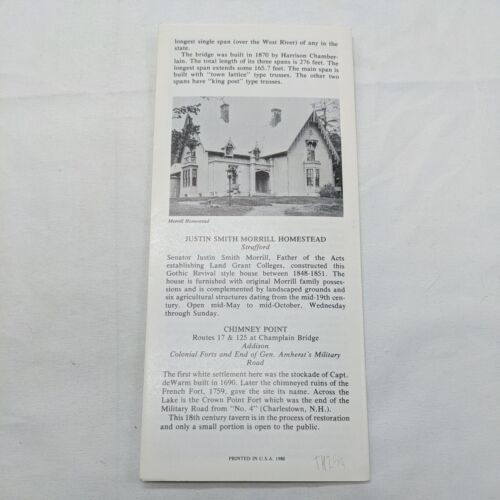 longest single span (over the West River) of any in the
state.
The bridge was built in 1870 by Harrison Chamber-
lain. The total length of its three spans is 276 feet. The
longest span extends some 165.7 feet. The main span is
built with "town lattice" type trusses. The other two
spans have "king post" type trusses.
Morrill Homestead
JUSTIN SMITH MORRILL HOMESTEAD
Strafford
Senator Justin Smith Morrill, Father of the Acts
establishing Land Grant Colleges, constructed this
Gothic Revival style house between 1848-1851. The
house is furnished with original Morrill family posses-
sions and is complemented by landscaped grounds and
six agricultural structures dating from the mid-19th cen-
tury. Open mid-May to mid-October, Wednesday
through Sunday.
CHIMNEY POINT
Routes 17 & 125 at Champlain Bridge
Addison
Colonial Forts and End of Gen. Amherst's Military
Road
The first white settlement here was the stockade of Capt.
deWarm built in 1690. Later the chimneyed ruins of the
French Fort, 1759, gave the site its name. Across the
Lake is the Crown Point Fort which was the end of the
Military Road from "No. 4" (Charlestown, N.H.).
This 18th century tavern is in the process of restoration
and only a small portion is open to the public.
PRINTED IN U.S.A. 1980